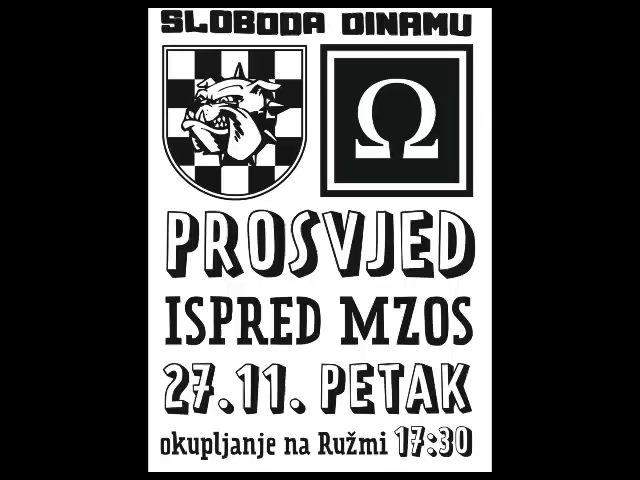 SLOBODA DINAMU
Ω
PROSVJED
ISPRED MZOS
27.11. PETAK
okupljanje na Ružmi 17:30